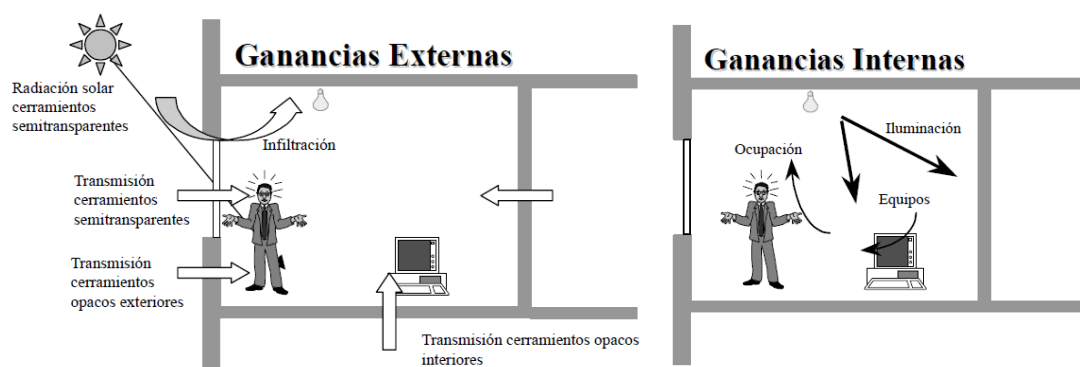 Ganancias Externas
Radiación solar
cerramientos
semitransparentes
Infiltración
Transmisión
cerramientos
semitransparentes
Transmisión
cerramientos
opacos exteriores
Transmisión cerramientos opacos
interiores
Ganancias Internas
Iluminación
Ocupación
Equipos